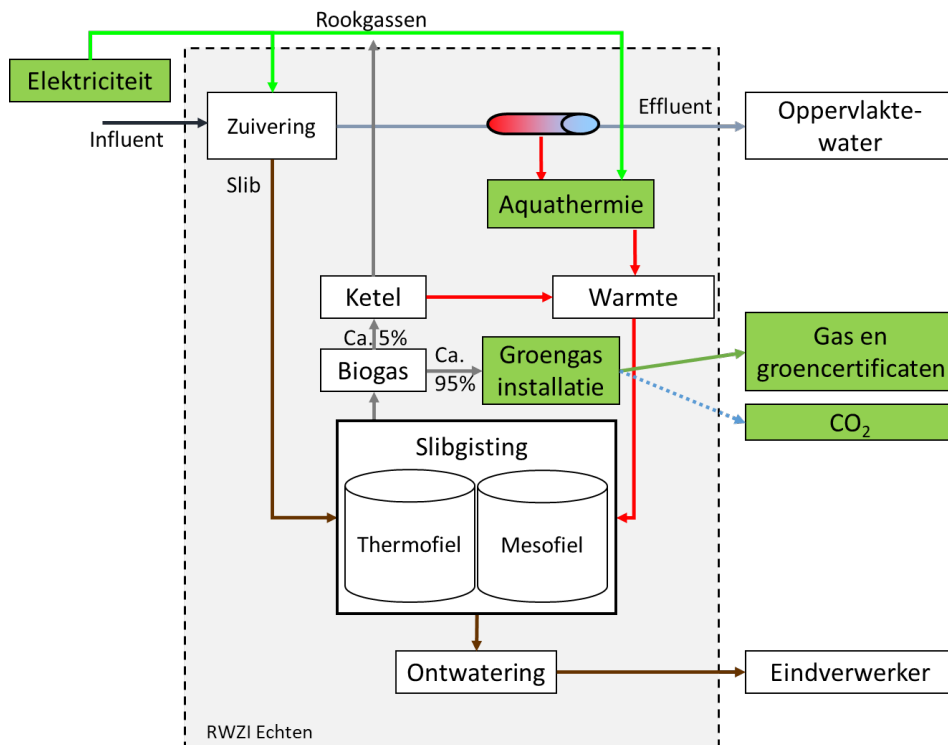 Rookgassen
Elektriciteit
Influent
Zuivering
Effluent
Oppervlakte-
water
Slib
Aquathermie
Ketel
Warmte
Ca. 5%
Biogas
Ca.
95%
Groengas
installatie
Gas en
groencertificaten
CO₂
Slibgisting
Thermofiel
Mesofiel
Ontwatering
Eindverwerker
RWZI Echten